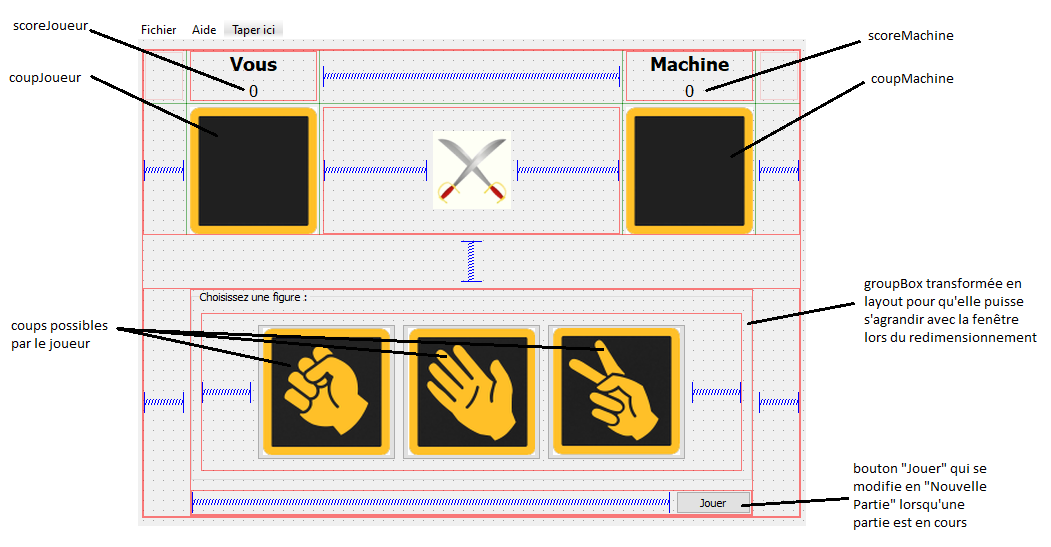 scoreJoueur
Fichier Aide Taper ici
scoreMachine
Vous
Machine
coupJoueur
coupMachine
0
0
Choisissez une figure :
groupBox transformée en
layout pour qu'elle puisse
s'agrandir avec la fenêtre
lors du redimensionnement
coups possibles
par le joueur
bouton "Jouer" qui se
modifie en "Nouvelle
Partie" lorsqu'une
partie est en cours
Jouer